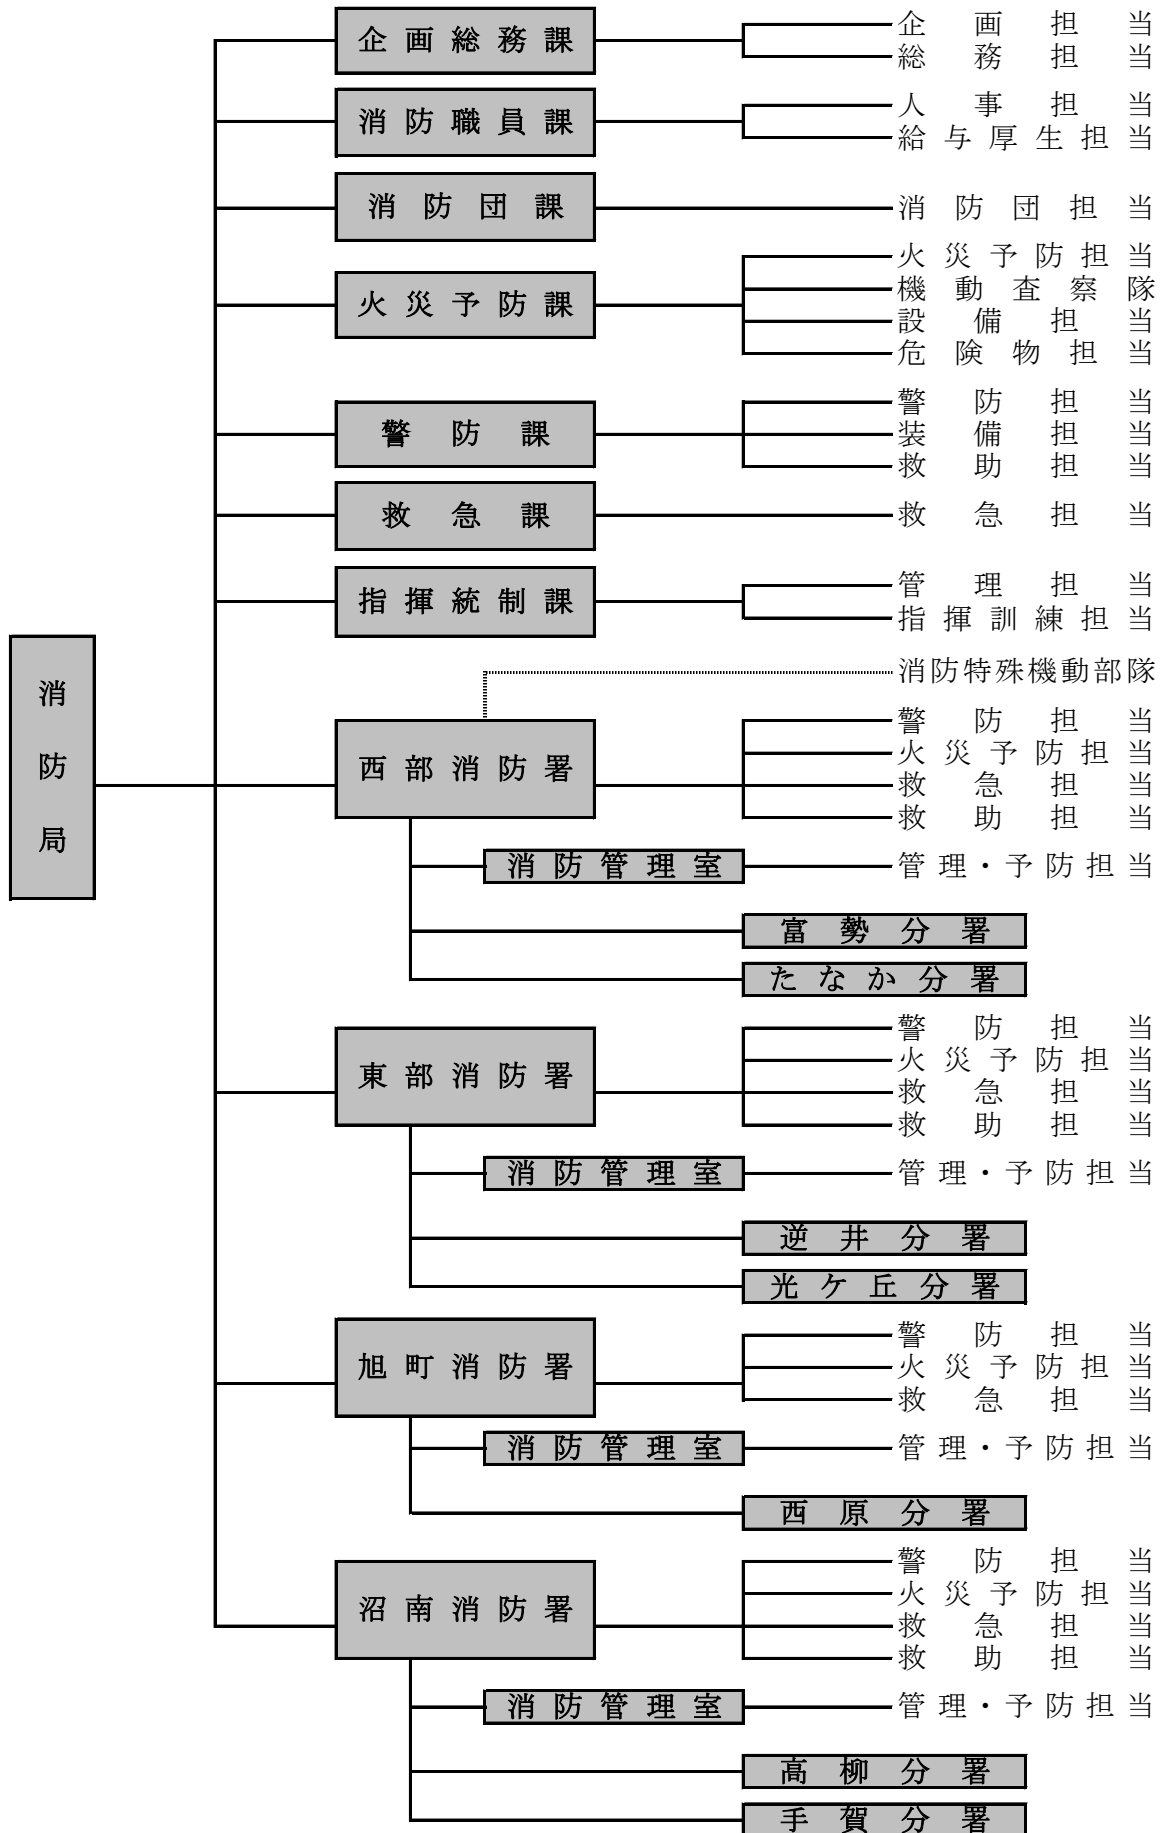 企画総務課
企画担当
総務担当
消防職員課
人事担当
給与厚生担当
消防団課
消防団担当
火災予防課
火災予防担当
機動査察隊
設備担当
危険物担当
警防課
警防担当
装備担当
救助担当
救急課
救急担当
指揮統制課
管理担当
指揮訓練担当
消防局
消防特殊機動部隊
西部消防署
警防担当
火災予防担当
救急担当
救助担当
消防管理室
管理・予防担当
富勢分署
たなか分署
東部消防署
警防担当
火災予防担当
救急担当
救助担当
消防管理室
管理・予防担当
逆井分署
光ケ丘分署
旭町消防署
警防担当
火災予防担当
救急担当
消防管理室
管理・予防担当
西原分署
沼南消防署
警防担当
火災予防担当
救急担当
救助担当
消防管理室
管理・予防担当
高柳分署
手賀分署